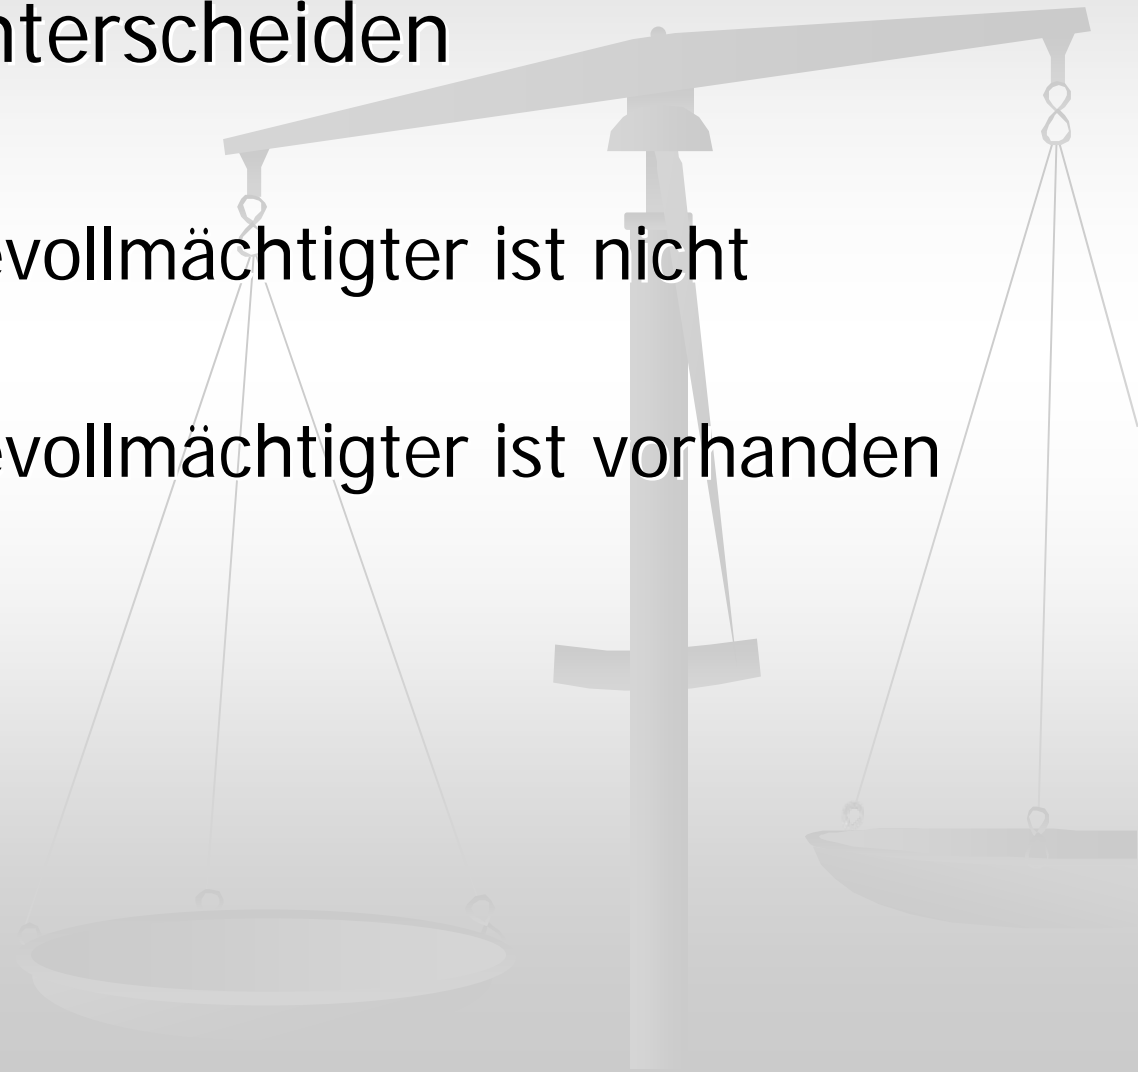 nterscheiden
evollmächtigter ist nicht
evollmächtigter ist vorhanden